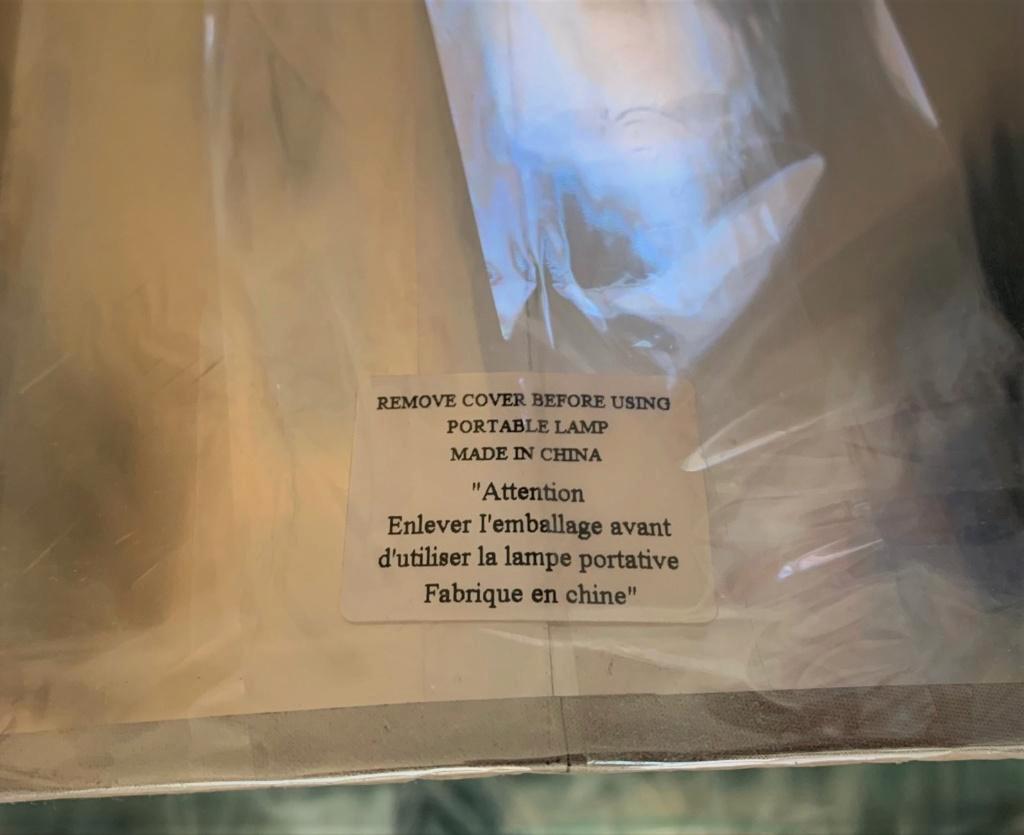 REMOVE COVER BEFORE USING
PORTABLE LAMP
MADE IN CHINA
"Attention
Enlever l'emballage avant
d'utiliser la lampe portative
Fabrique en chine"